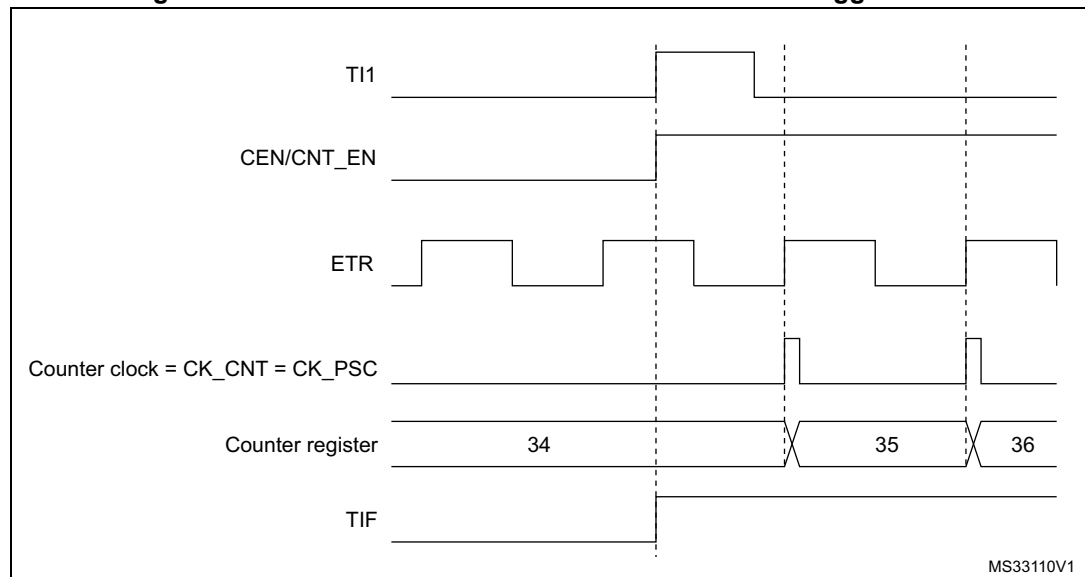 TI1
CEN/CNT_EN
ETR
Counter clock = CK_CNT = CK_PSC
Counter register
34
35
36
TIF
MS33110V1